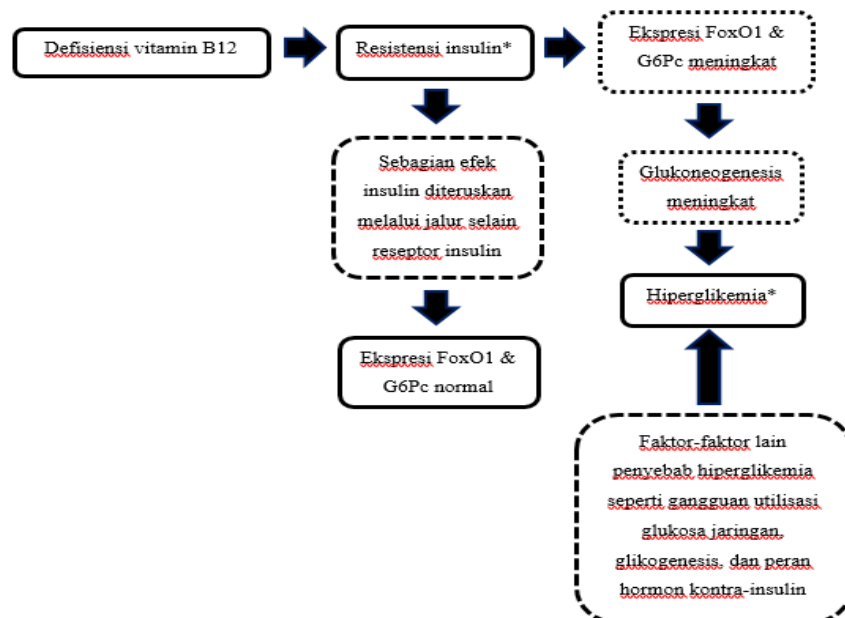 Defisiensi vitamin B12
Resistensi insulin*
Ekspresi FoxO1 &
G6Pc meningkat
Sebagian efek
insulin diteruskan
melalui jalur selain
reseptor insulin
Glukoneogenesis
meningkat
Hiperglikemia*
Ekspresi FoxO1 &
G6Pc normal
Faktor-faktor lain
penyebab hiperglikemia
seperti gangguan utilisasi
glukosa jaringan,
glikogenesis, dan peran
hormon kontra-insulin